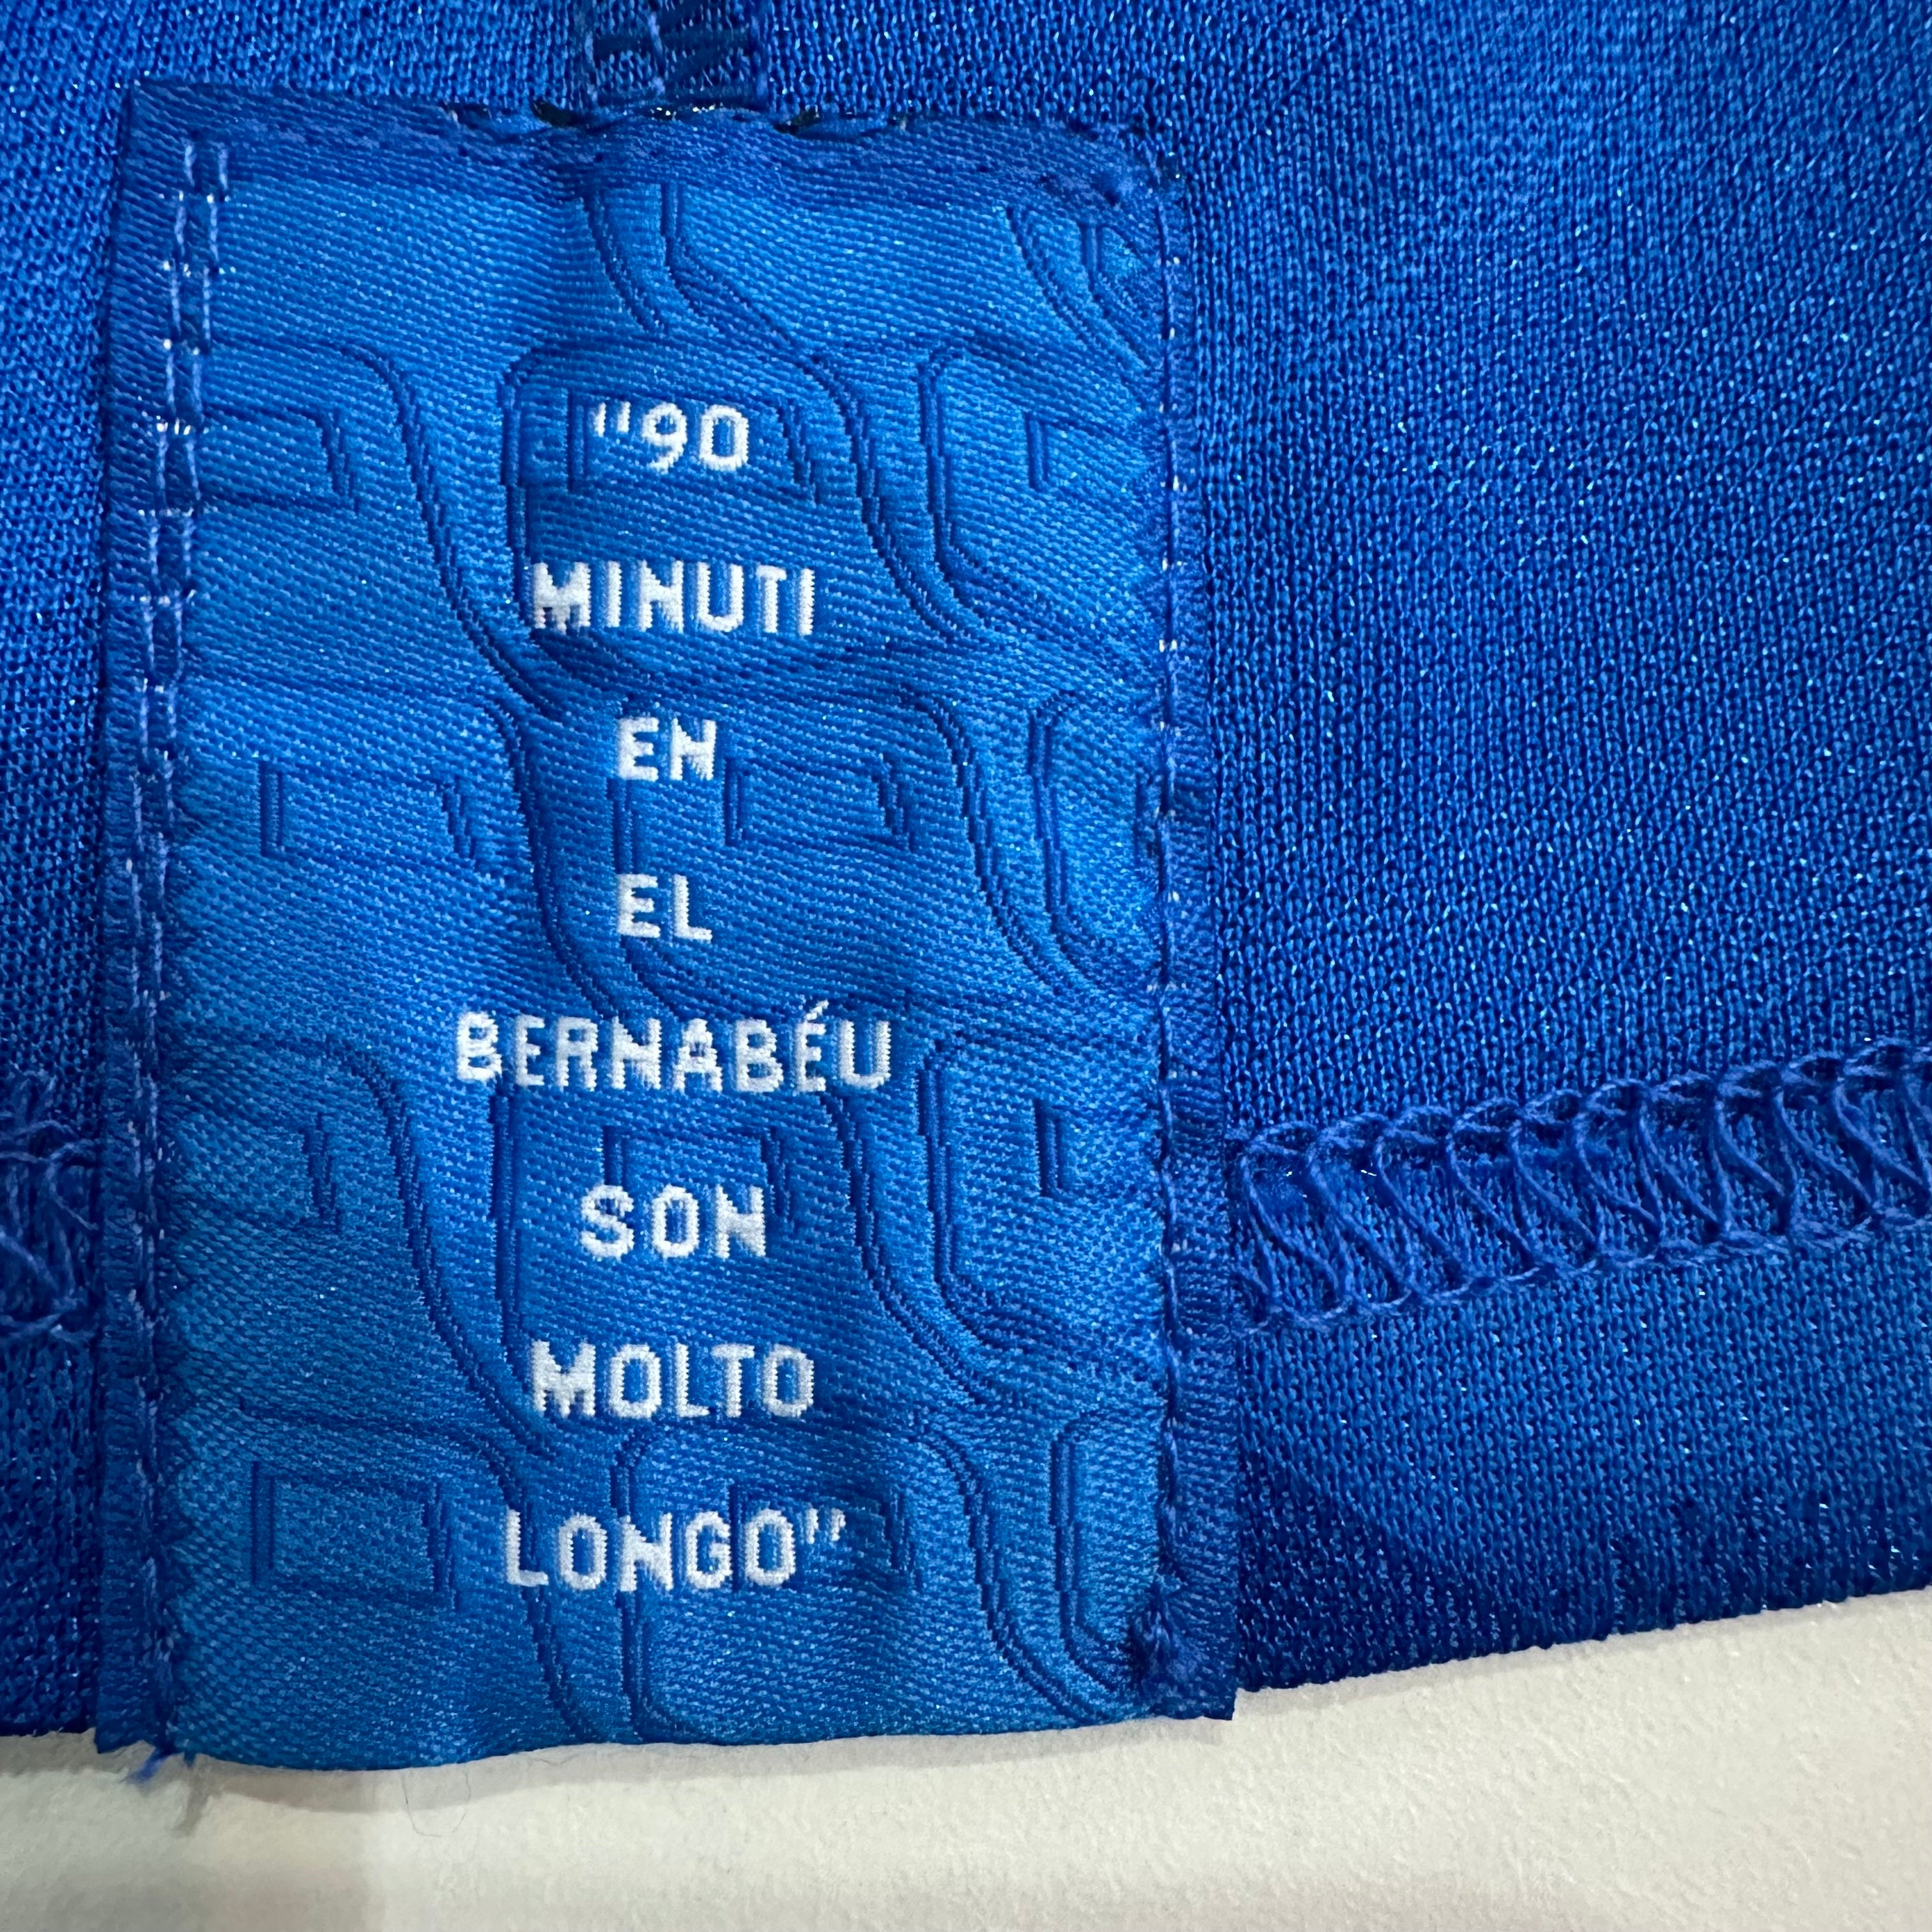 "90
MINUTI
EN
EL
BERNABÉU
SON
MOLTO
LONGO"